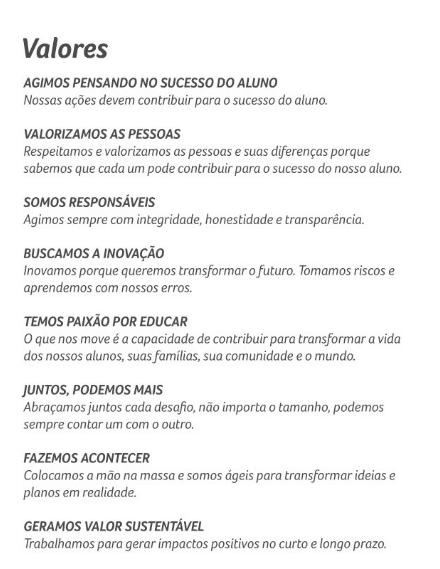 Valores
AGIMOS PENSANDO NO SUCESSO DO ALUNO
Nossas ações devem contribuir para o sucesso do aluno.
VALORIZAMOS AS PESSOAS
Respeitamos e valorizamos as pessoas e suas diferenças porque
sabemos que cada um pode contribuir para o sucesso do nosso aluno.
SOMOS RESPONSÁVEIS
Agimos sempre com integridade, honestidade e transparência.
BUSCAMOS A INOVAÇÃO
Inovamos porque queremos transformar o futuro. Tomamos riscos e
aprendemos com nossos erros.
TEMOS PAIXÃO POR EDUCAR
O que nos move é a capacidade de contribuir para transformar a vida
dos nossos alunos, suas famílias, sua comunidade e o mundo.
JUNTOS, PODEMOS MAIS
Abraçamos juntos cada desafio, não importa o tamanho, podemos
sempre contar um com o outro.
FAZEMOS ACONTECER
Colocamos a mão na massa e somos ágeis para transformar ideias e
planos em realidade.
GERAMOS VALOR SUSTENTÁVEL
Trabalhamos para gerar impactos positivos no curto e longo prazo.